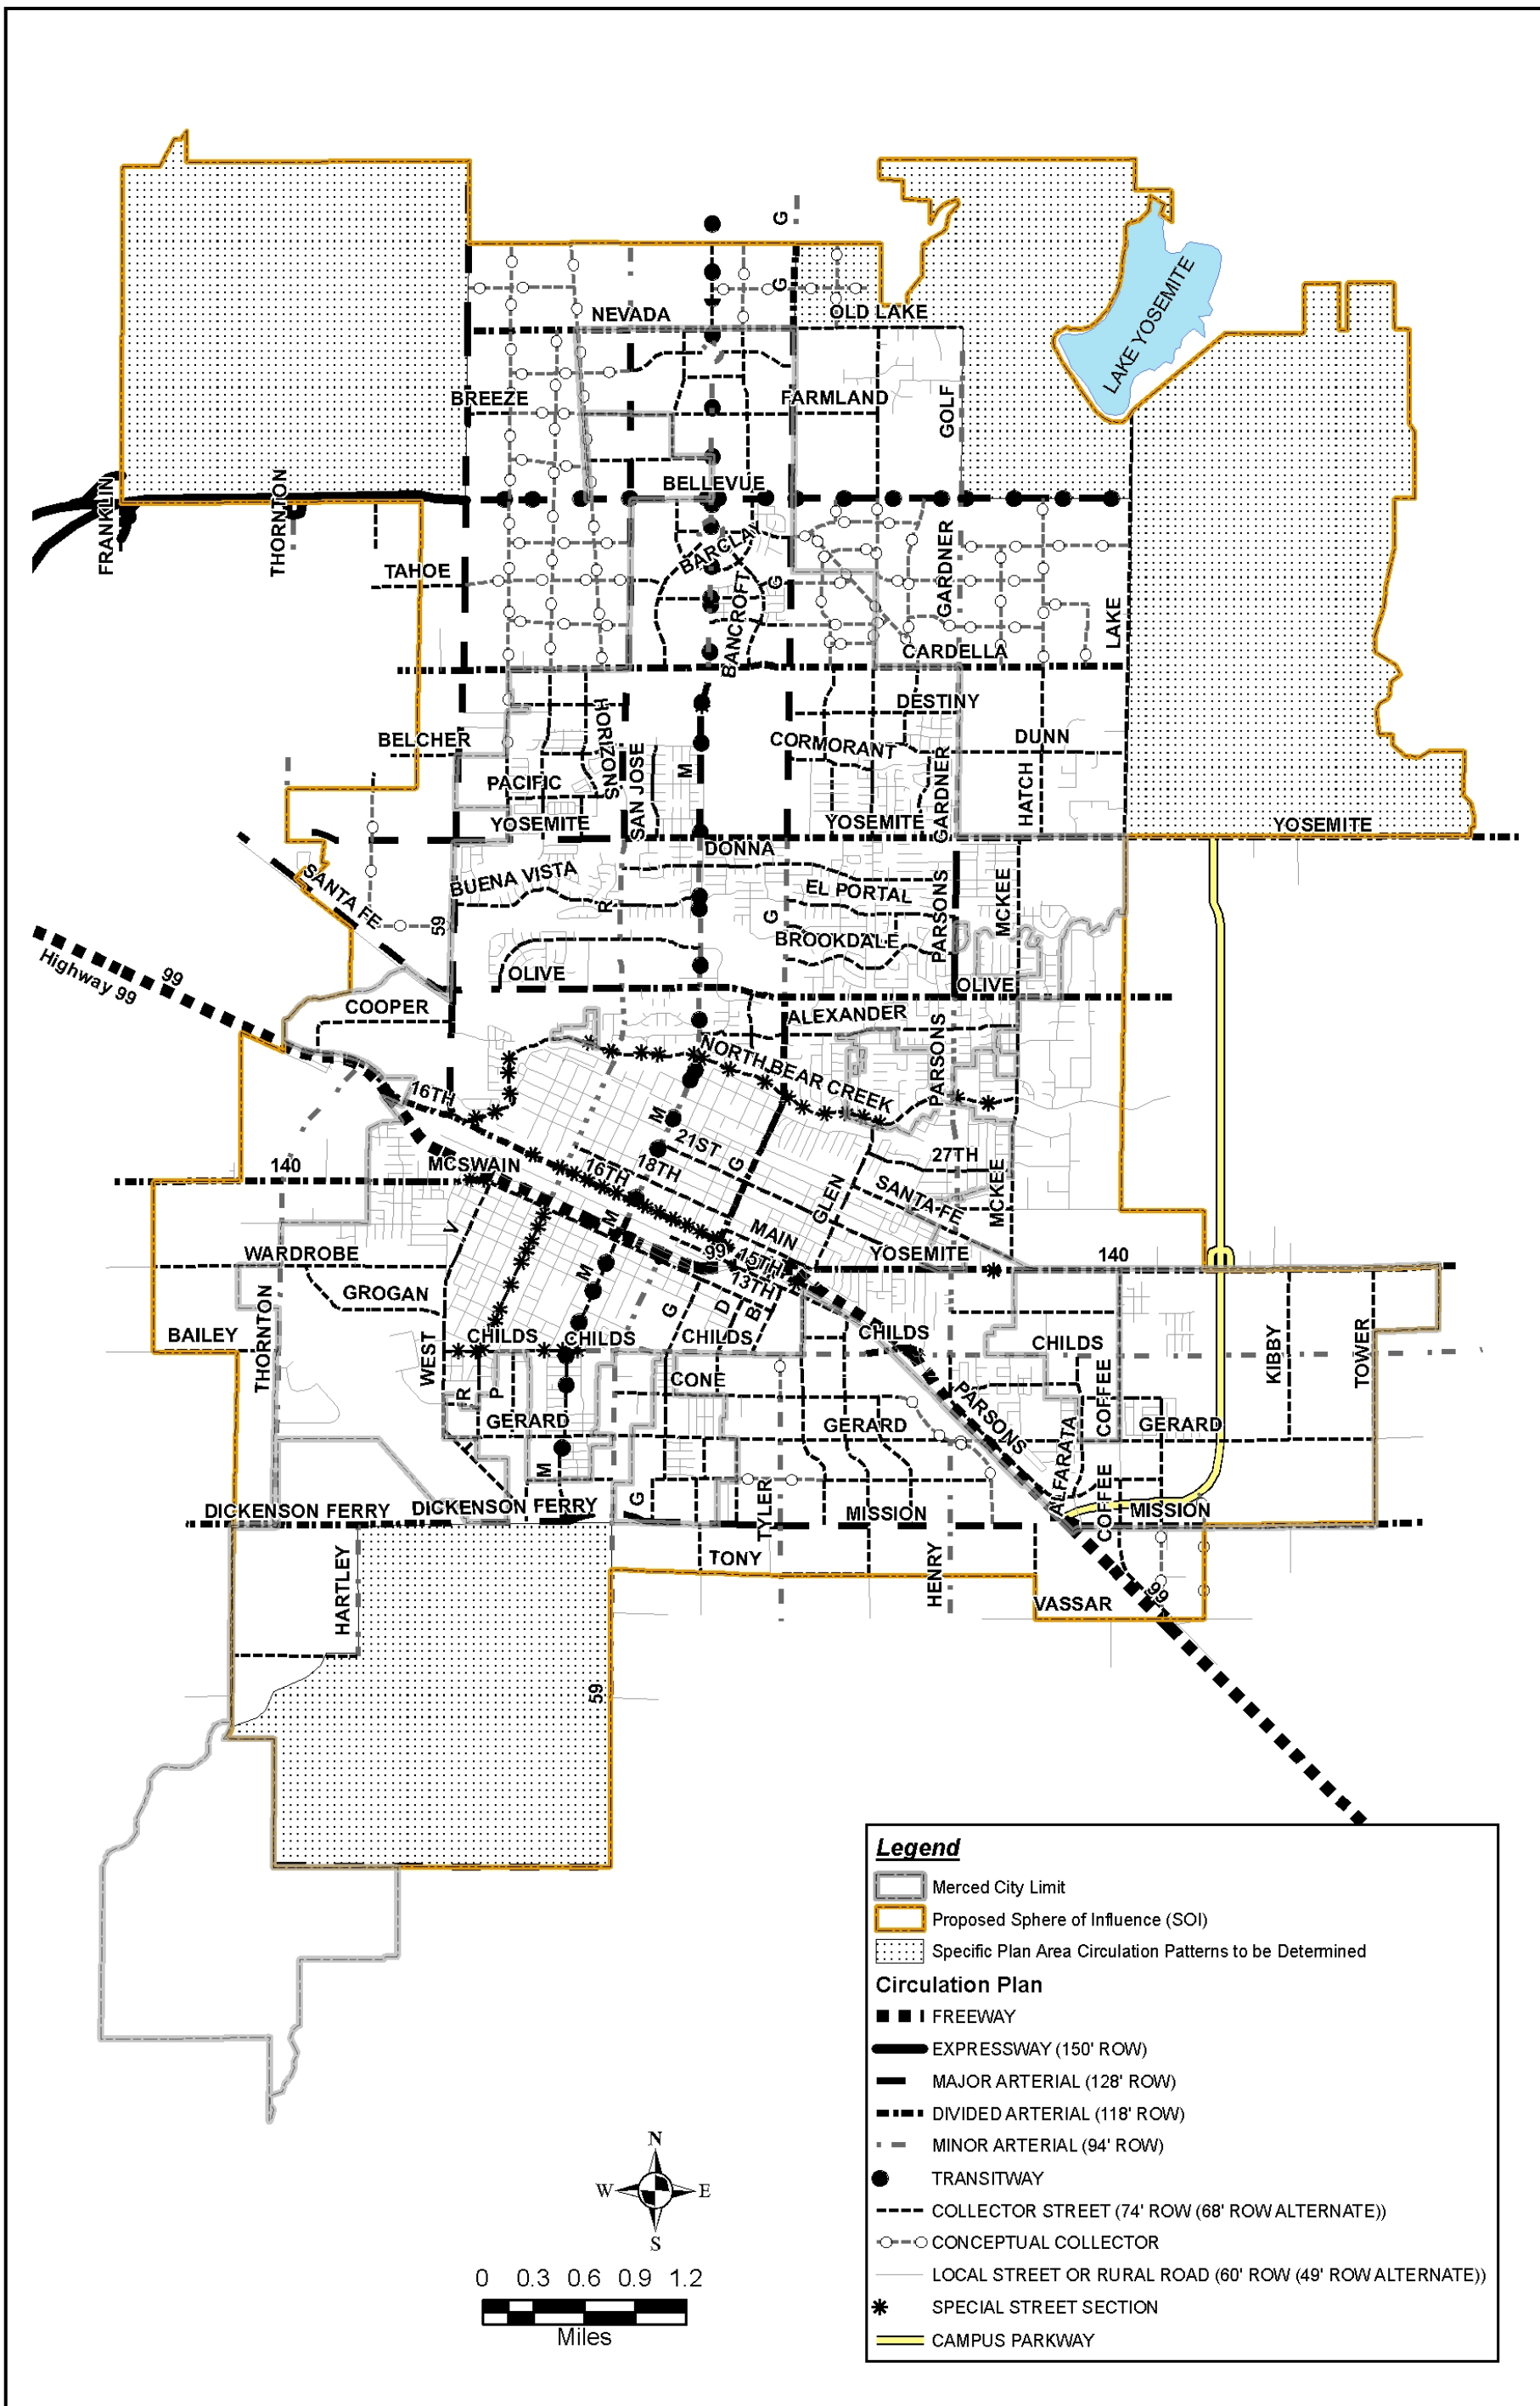 G
G
LAKE YOSEMITE
NEVADA
OLD LAKE
BREEZE
FARMLAND
GOLF
FRANKLIN
THORNTON
BELLEVUE
BARCLAY
GARDNER
TAHOE
BANCROFT
G
LAKE
CARDELLA
HORIZONS
DESTINY
BELCHER
SAN JOSE
M
CORMORANT
DUNN
PACIFIC
GARDNER
HATCH
YOSEMITE
YOSEMITE
YOSEMITE
DONNA
SANTA FE
BUENA VISTA
EL PORTAL
PARSONS
MCKEE
59
R
G
BROOKDALE
99
Highway 99
OLIVE
OLIVE
COOPER
ALEXANDER
PARSONS
NORTH BEAR CREEK
16TH
M
21ST
27TH
140
MCSWAIN
16TH
18TH
G
GLEN
SANTA FE
MCKEE
V
M
MAIN
WARDROBE
99
15TH
YOSEMITE
140
M
13TH
GROGAN
THORNTON
G
D
B
BAILEY
WEST
CHILDS
CHILDS
CHILDS
CHILDS
CHILDS
KIBBY
TOWER
R
P
CONE
PARSONS
COFFEE
GERARD
GERARD
GERARD
ALFARATA
M
G
DICKENSON FERRY
DICKENSON FERRY
TYLER
MISSION
COFFEE
MISSION
HARTLEY
TONY
HENRY
VASSAR
99
59
Legend
Merced City Limit
Proposed Sphere of Influence (SOI)
Specific Plan Area Circulation Patterns to be Determined
Circulation Plan
FREEWAY
EXPRESSWAY (150' ROW)
MAJOR ARTERIAL (128' ROW)
DIVIDED ARTERIAL (118' ROW)
MINOR ARTERIAL (94' ROW)
TRANSITWAY
COLLECTOR STREET (74' ROW (68' ROW ALTERNATE))
CONCEPTUAL COLLECTOR
LOCAL STREET OR RURAL ROAD (60' ROW (49' ROW ALTERNATE))
SPECIAL STREET SECTION
CAMPUS PARKWAY
N
W E
S
0 0.3 0.6 0.9 1.2
Miles